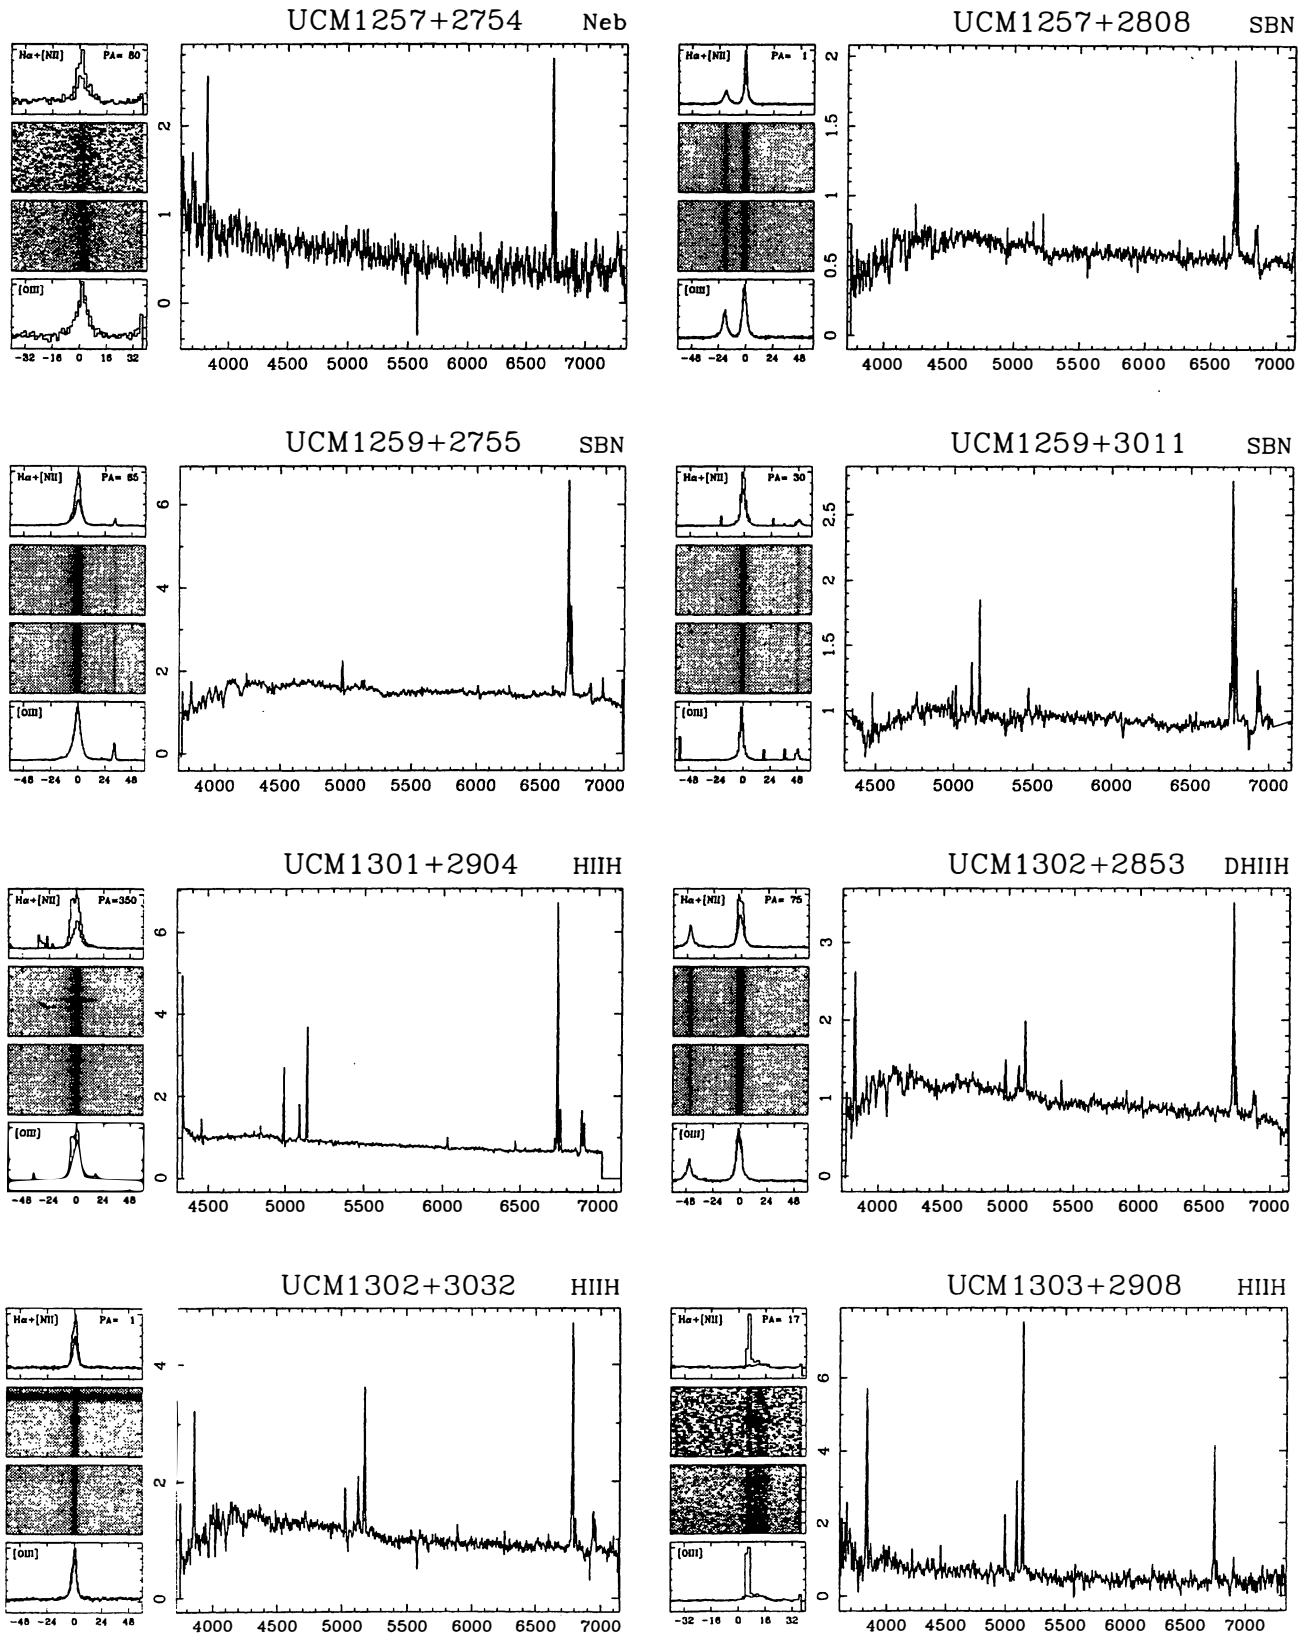 UCM1257+2754 Neb
Hα+[NII] PA= 80
[OIII]
-32 -16 0 16 32
0 1 2
4000 4500 5000 5500 6000 6500 7000
UCM1257+2808 SBN
Hα+[NII] PA= 1
[OIII]
-48 -24 0 24 48
0 0.5 1 1.5 2
4000 4500 5000 5500 6000 6500 7000
UCM1259+2755 SBN
Hα+[NII] PA= 65
[OIII]
-48 -24 0 24 48
0 2 4 6
4000 4500 5000 5500 6000 6500 7000
UCM1259+3011 SBN
Hα+[NII] PA= 30
[OIII]
-48 -24 0 24 48
1 1.5 2 2.5
4500 5000 5500 6000 6500 7000
UCM1301+2904 HIIH
Hα+[NII] PA=350
[OIII]
-48 -24 0 24 48
0 2 4 6
4500 5000 5500 6000 6500 7000
UCM1302+2853 DHIIH
Hα+[NII] PA= 75
[OIII]
-48 -24 0 24 48
0 1 2 3
4000 4500 5000 5500 6000 6500 7000
UCM1302+3032 HIIH
Hα+[NII] PA= 1
[OIII]
-48 -24 0 24 48
0 2 4
4000 4500 5000 5500 6000 6500 7000
UCM1303+2908 HIIH
Hα+[NII] PA= 17
[OIII]
-32 -16 0 16 32
0 2 4 6
4000 4500 5000 5500 6000 6500 7000